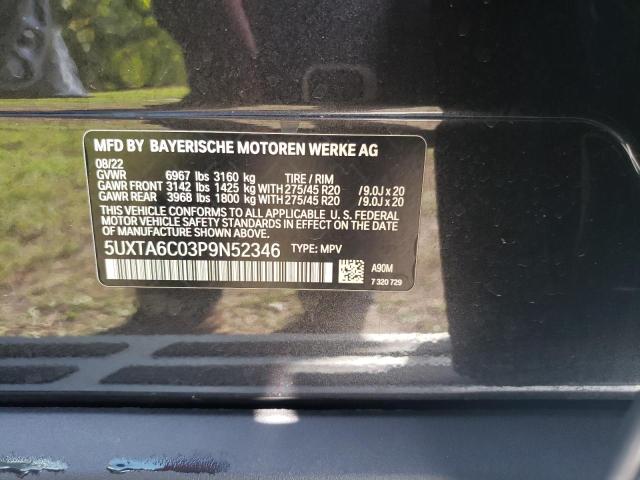 MFD BY BAYERISCHE MOTOREN WERKE AG
08/22
GVWR 6967 lbs 3160 kg TIRE / RIM
GAWR FRONT 3142 lbs 1425 kg WITH 275/45 R20 /9.0J x 20
GAWR REAR 3968 lbs 1800 kg WITH 275/45 R20 /9.0J x 20
THIS VEHICLE CONFORMS TO ALL APPLICABLE U. S. FEDERAL
MOTOR VEHICLE SAFETY STANDARDS IN EFFECT ON THE DATE OF
MANUFACTURE SHOWN ABOVE.
5UXTA6C03P9N52346 TYPE: MPV
A90M
7 320 729